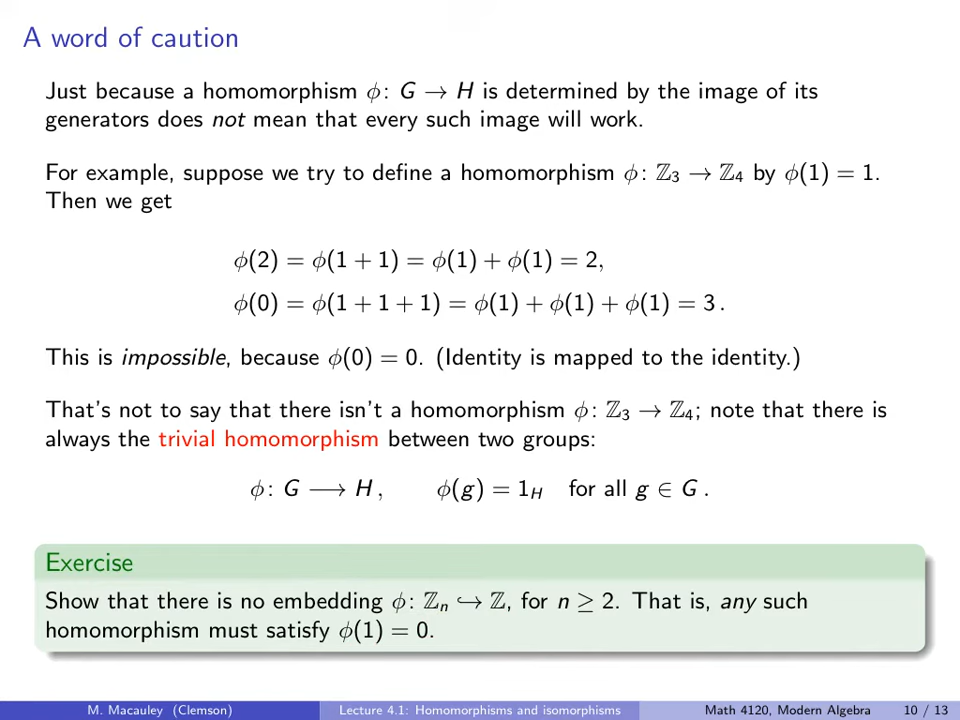 A word of caution
Just because a homomorphism ϕ: G → H is determined by the image of its
generators does not mean that every such image will work.
For example, suppose we try to define a homomorphism ϕ: ℤ₃ → ℤ₄ by ϕ(1) = 1.
Then we get
ϕ(2) = ϕ(1 + 1) = ϕ(1) + ϕ(1) = 2,
ϕ(0) = ϕ(1 + 1 + 1) = ϕ(1) + ϕ(1) + ϕ(1) = 3 .
This is impossible, because ϕ(0) = 0. (Identity is mapped to the identity.)
That's not to say that there isn't a homomorphism ϕ: ℤ₃ → ℤ₄; note that there is
always the trivial homomorphism between two groups:
ϕ: G ⟶ H , ϕ(g) = 1_H for all g ∈ G .
Exercise
Show that there is no embedding ϕ: ℤₙ ↪ ℤ, for n ≥ 2. That is, any such
homomorphism must satisfy ϕ(1) = 0.
M. Macauley (Clemson) Lecture 4.1: Homomorphisms and isomorphisms Math 4120, Modern Algebra 10 / 13